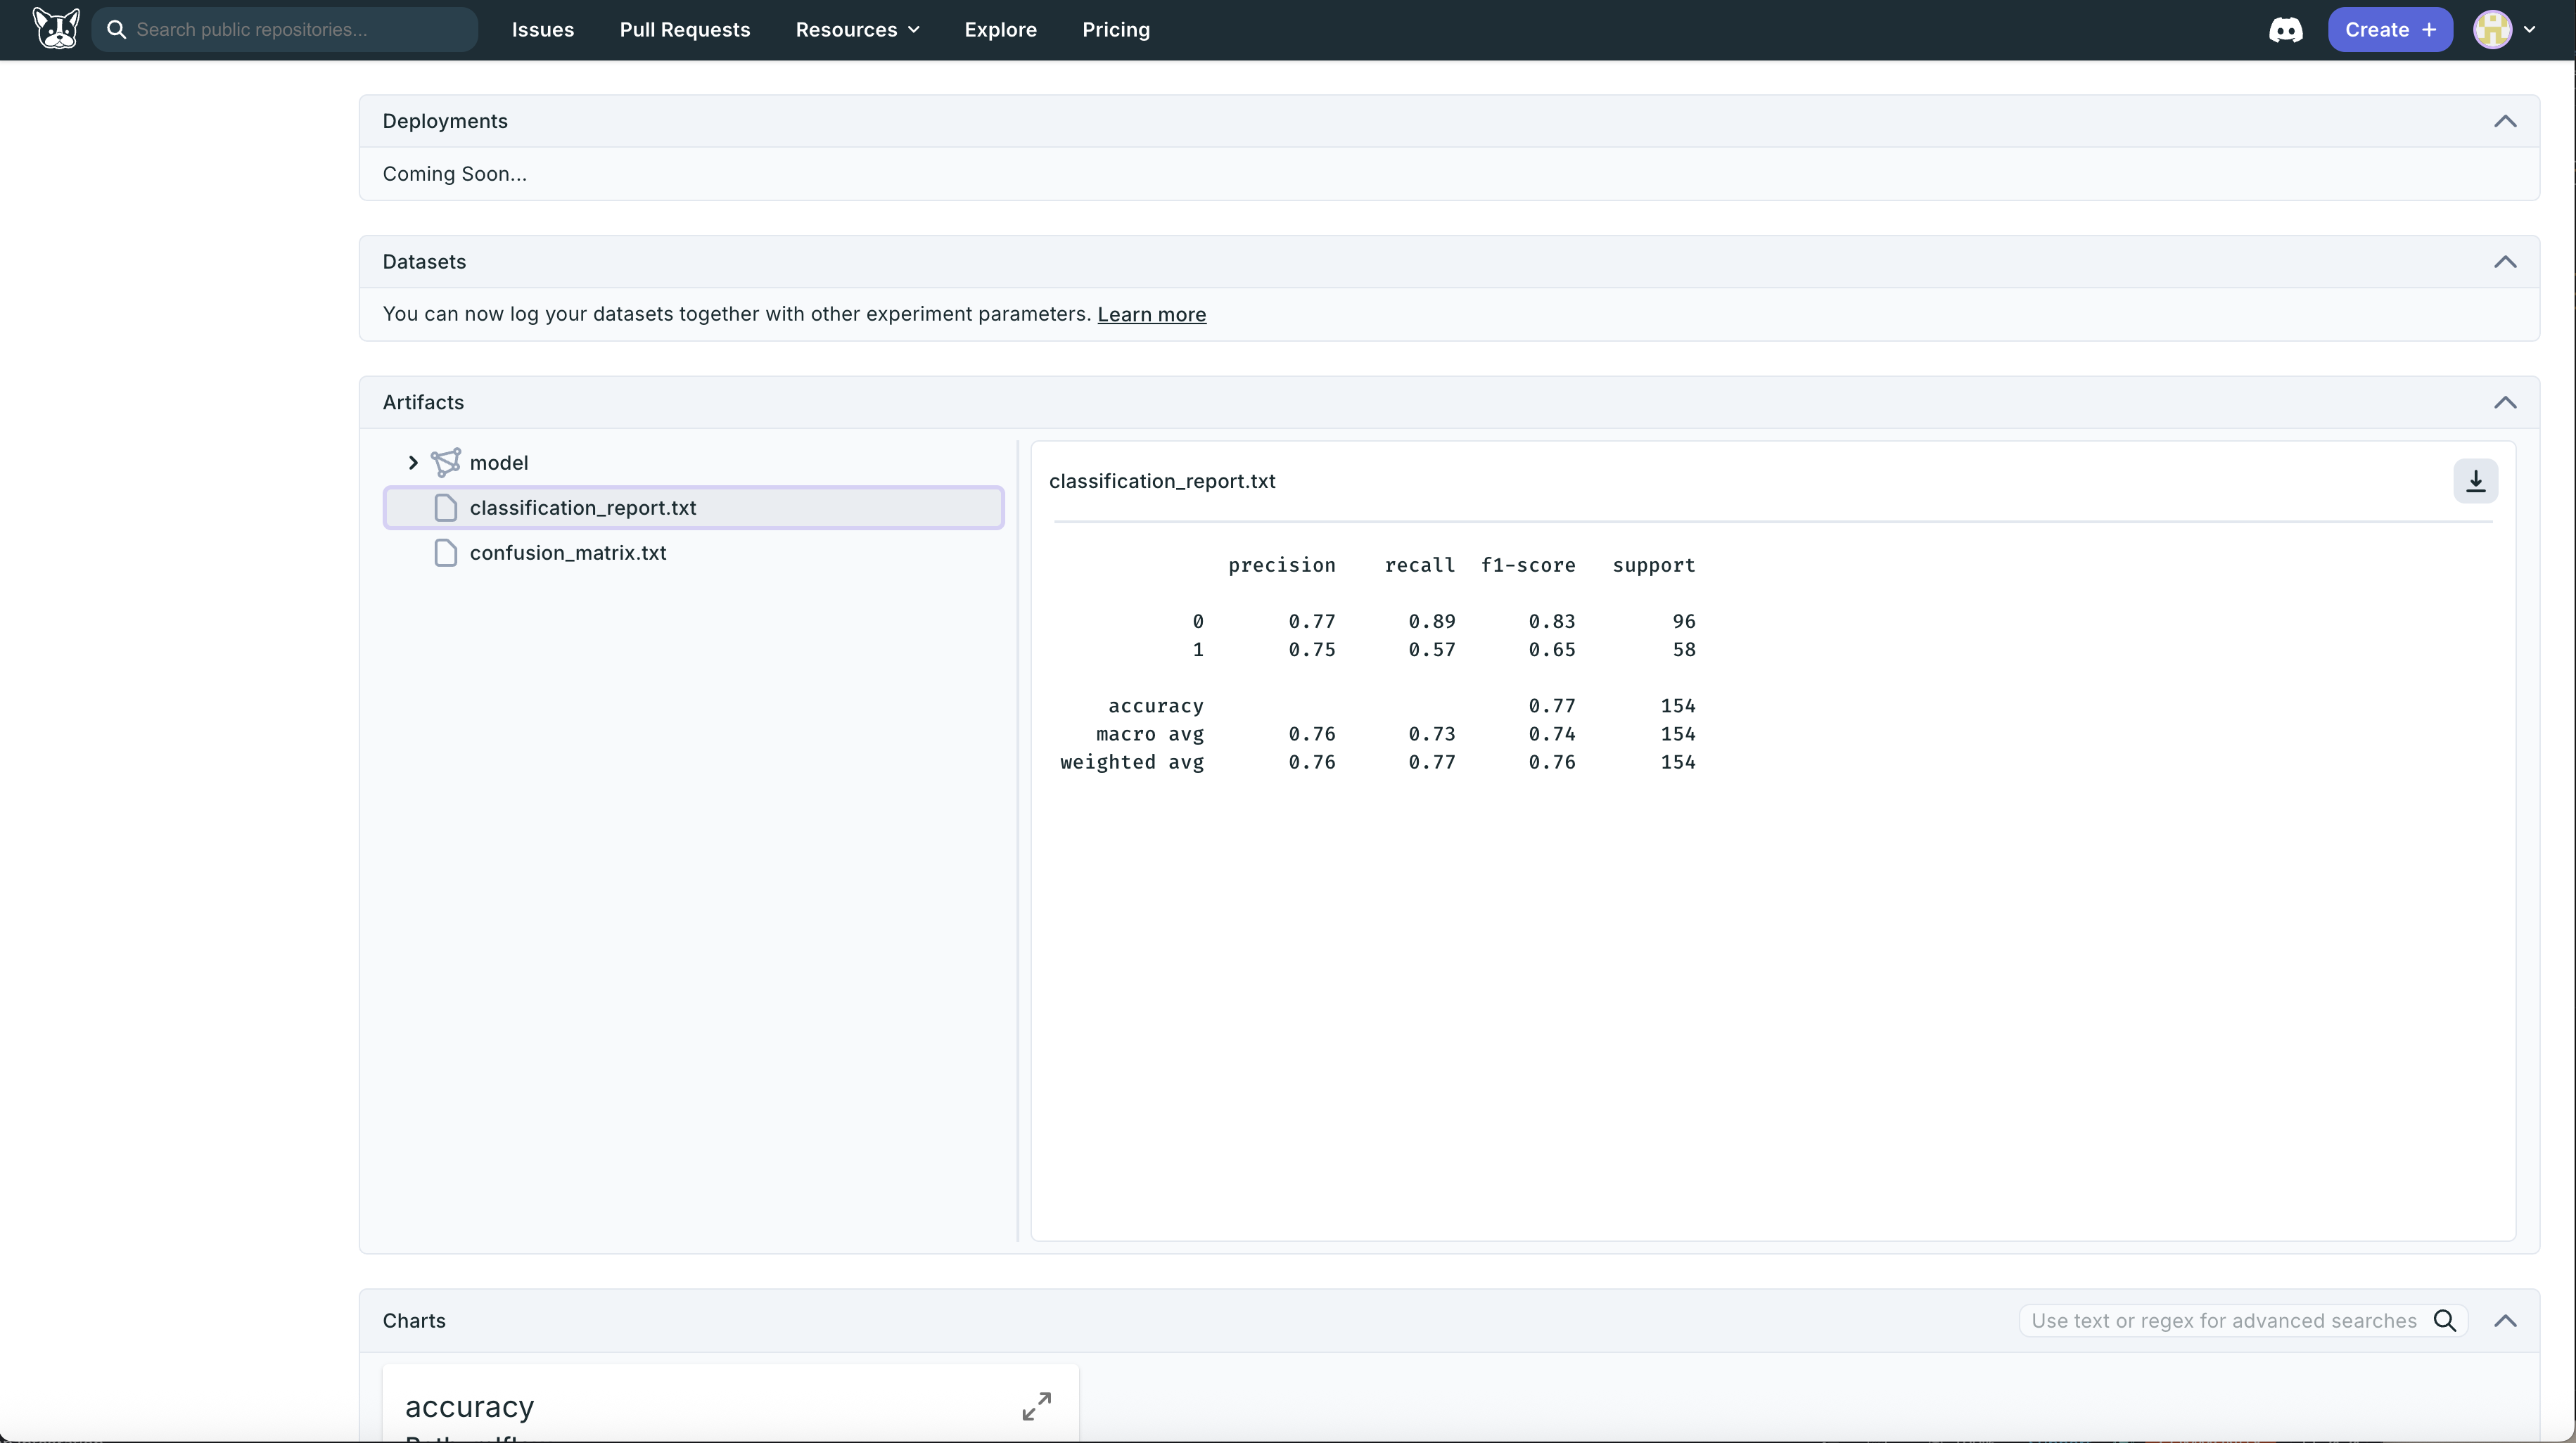 Search public repositories...
Issues
Pull Requests
Resources
Explore
Pricing
Create +
Deployments
Coming Soon...
Datasets
You can now log your datasets together with other experiment parameters. Learn more
Artifacts
model
classification_report.txt
confusion_matrix.txt
classification_report.txt
precision recall f1-score support
0 0.77 0.89 0.83 96
1 0.75 0.57 0.65 58
accuracy 0.77 154
macro avg 0.76 0.73 0.74 154
weighted avg 0.76 0.77 0.76 154
Charts
Use text or regex for advanced searches
accuracy